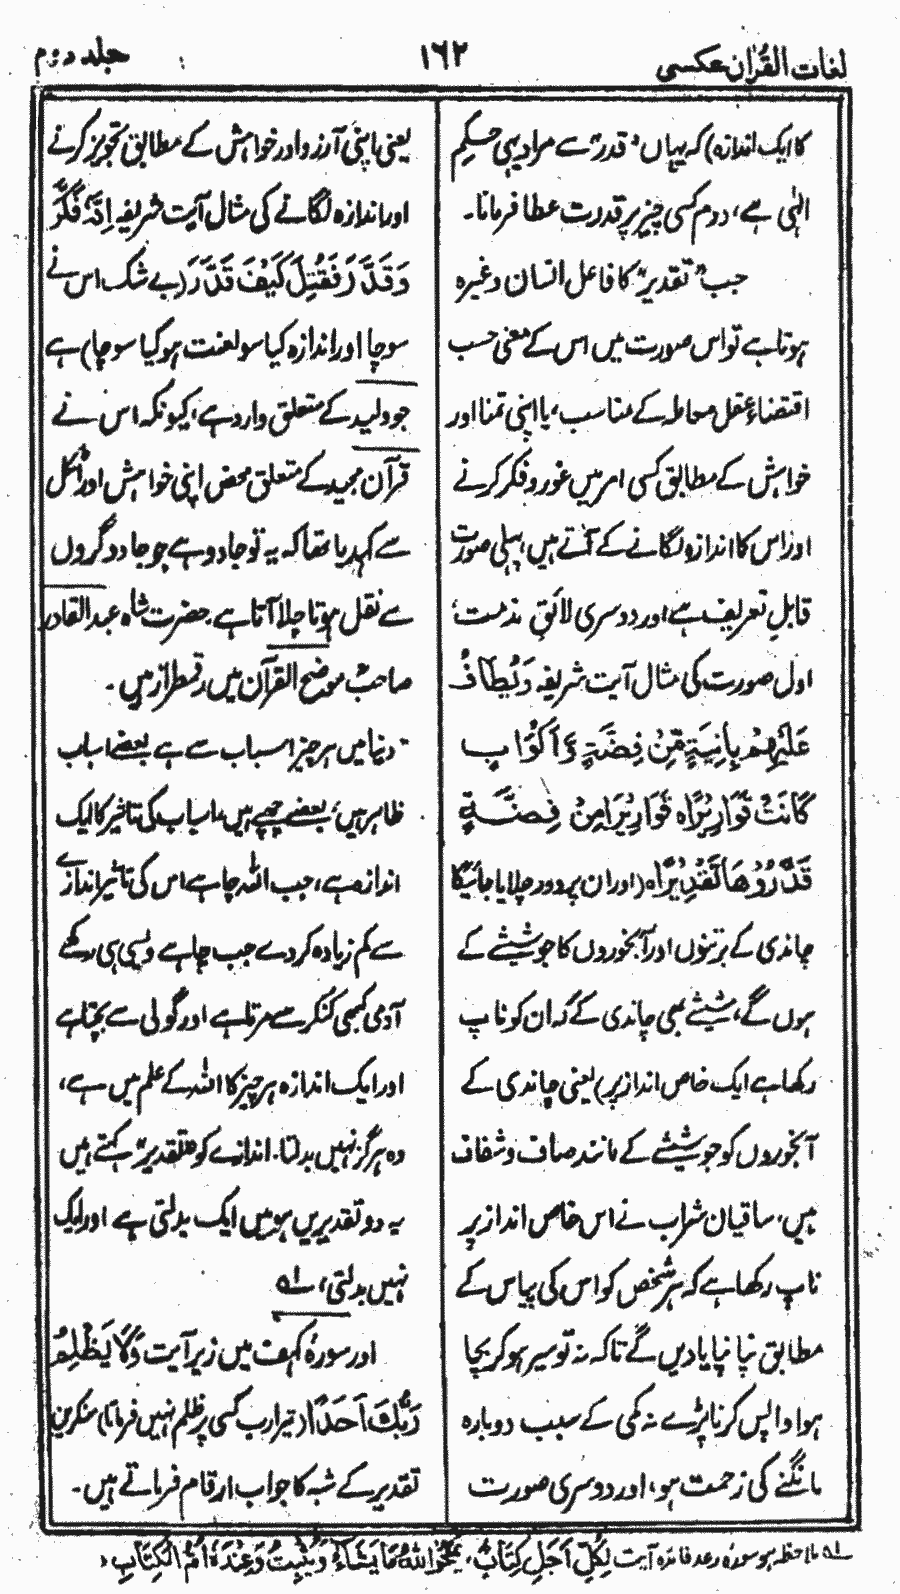 لغات القرآن عکسی
۱۶۲
جلد دوم
کا ایک اندازہ) کہ یہاں "قدر" سے مراد یہی حکم
الٰہی ہے، دوم کسی چیز پر قدرت عطا فرمانا۔
جب "تقدیر" کا فاعل انسان وغیرہ
ہوتا ہے تو اس صورت میں اس کے معنی حسب
اقتضاء عقل معاملہ کے مناسب، یا اپنی تمنا اور
خواہش کے مطابق کسی امر میں غور و فکر کرنے
اور اس کا اندازہ لگانے کے آتے ہیں، پہلی صورت
قابلِ تعریف ہے اور دوسری لائقِ مذمت،
اول صورت کی مثال آیت شریفہ وَيُطَافُ
عَلَيْهِمْ بِآنِيَةٍ مِّنْ فِضَّةٍ وَّ اَكْوَابٍ
كَانَتْ قَوَارِيْرَاْ ہ قَوَارِيْرَاْ مِنْ فِضَّةٍ
قَدَّرُوْهَا تَقْدِيْرًا ہ (اور ان پر دور چلایا جائیگا
چاندی کے برتنوں اور آبخوروں کا جو شیشے کے
ہوں گے، شیشے بھی چاندی کے کہ ان کو ناپ
رکھا ہے ایک خاص انداز پر) یعنی چاندی کے
آبخوروں کو جو شیشے کے مانند صاف و شفاف
ہیں، ساقیان شراب نے اس خاص انداز پر
ناپ رکھا ہے کہ ہر شخص کو اس کی پیاس کے
مطابق نپا نپایا دیں گے تاکہ نہ تو سیر ہو کر بچا
ہوا واپس کرنا پڑے نہ کمی کے سبب دوبارہ
مانگنے کی زحمت ہو، اور دوسری صورت
یعنی اپنی آرزو اور خواہش کے مطابق تجویز کرنے
اور اندازہ لگانے کی مثال آیت شریفہ اِنَّهٗ فَكَّرَ
وَقَدَّرَ فَقُتِلَ كَيْفَ قَدَّرَ (بے شک اس نے
سوچا اور اندازہ کیا سو لعنت ہو کیا سوچا) ہے
جو ولید کے متعلق وارد ہے، کیونکہ اس نے
قرآن مجید کے متعلق محض اپنی خواہش اور اٹکل
سے کہدیا تھا کہ یہ تو جادو ہے جو جادوگروں
سے نقل ہوتا چلا آتا ہے۔ حضرت شاہ عبدالقادر
صاحبؒ موضح القرآن میں رقمطراز ہیں۔
"دنیا میں ہر چیز اسباب سے ہے بعضے اسباب
ظاہر ہیں، بعضے چھپے ہیں، اسباب کی تاثیر کا ایک
اندازہ ہے، جب اللہ چاہے اس کی تاثیر اندازے
سے کم زیادہ کر دے جب چاہے ویسی ہی رکھے
آدمی کبھی کنکر سے مرتا ہے اور گولی سے بچتا ہے
اور ایک اندازہ ہر چیز کا اللہ کے علم میں ہے،
وہ ہرگز نہیں بدلتا۔ اندازے کو "تقدیر" کہتے ہیں
یہ دو تقدیریں ہوئیں ایک بدلتی ہے اور ایک
نہیں بدلتی، ؂۱
اور سورۂ کہف میں زیر آیت وَلَا يَظْلِمُ
رَبُّكَ اَحَدًا (تیرا رب کسی پر ظلم نہیں فرماتا) منکرین
تقدیر کے شبہ کا جواب ارقام فرماتے ہیں۔
؂۱ ملاحظہ ہو سورۂ رعد فائدہ آیت لِكُلِّ اَجَلٍ كِتَابٌ، يَمْحُوا اللّٰهُ مَا يَشَاءُ وَيُثْبِتُ وَعِنْدَهٗ اُمُّ الْكِتَابِ،